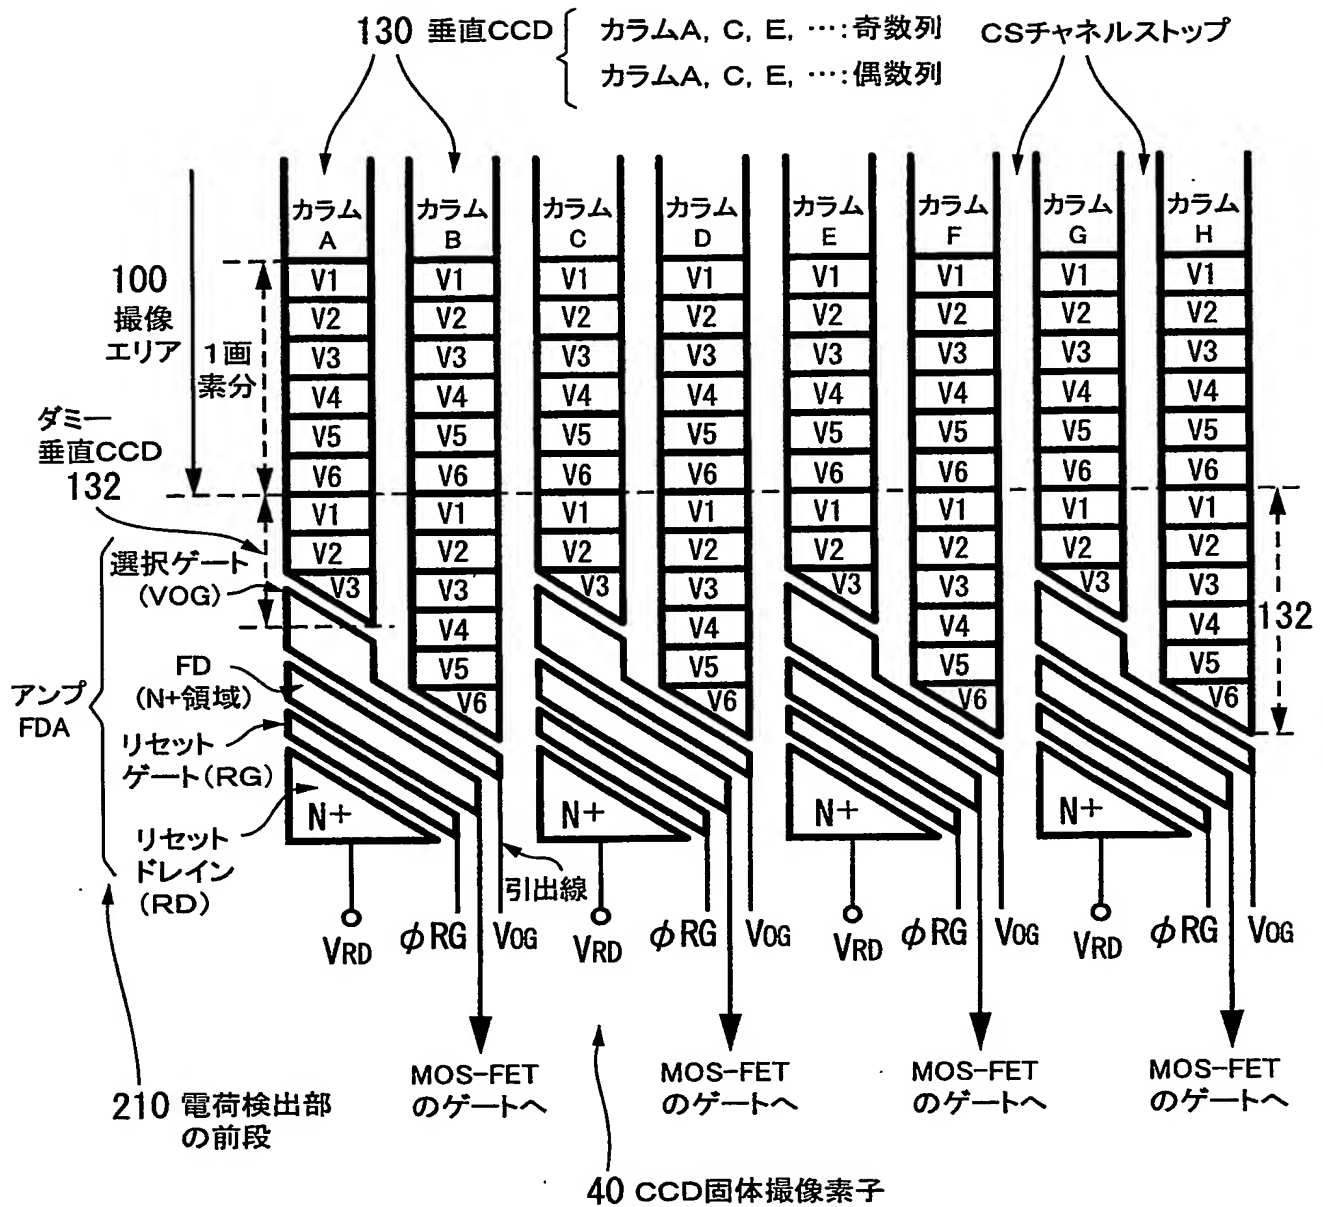 130 垂直CCD
カラムA, C, E, …:奇数列
カラムA, C, E, …:偶数列
CSチャネルストップ
カラム
A
カラム
B
カラム
C
カラム
D
カラム
E
カラム
F
カラム
G
カラム
H
100
撮像
エリア
1画
素分
V1 V1 V1 V1 V1 V1 V1 V1
V2 V2 V2 V2 V2 V2 V2 V2
V3 V3 V3 V3 V3 V3 V3 V3
V4 V4 V4 V4 V4 V4 V4 V4
V5 V5 V5 V5 V5 V5 V5 V5
V6 V6 V6 V6 V6 V6 V6 V6
V1 V1 V1 V1 V1 V1 V1 V1
V2 V2 V2 V2 V2 V2 V2 V2
V3 V3 V3 V3 V3 V3 V3 V3
V4 V4 V4 V4
V5 V5 V5 V5
V6 V6 V6 V6
ダミー
垂直CCD
132
132
選択ゲート
(VOG)
FD
(N+領域)
アンプ
FDA
リセット
ゲート(RG)
リセット
ドレイン
(RD)
N+ N+ N+ N+
引出線
VRD φRG VOG VRD φRG VOG VRD φRG VOG VRD φRG VOG
MOS-FET
のゲートへ
MOS-FET
のゲートへ
MOS-FET
のゲートへ
MOS-FET
のゲートへ
210 電荷検出部
の前段
40 CCD固体撮像素子